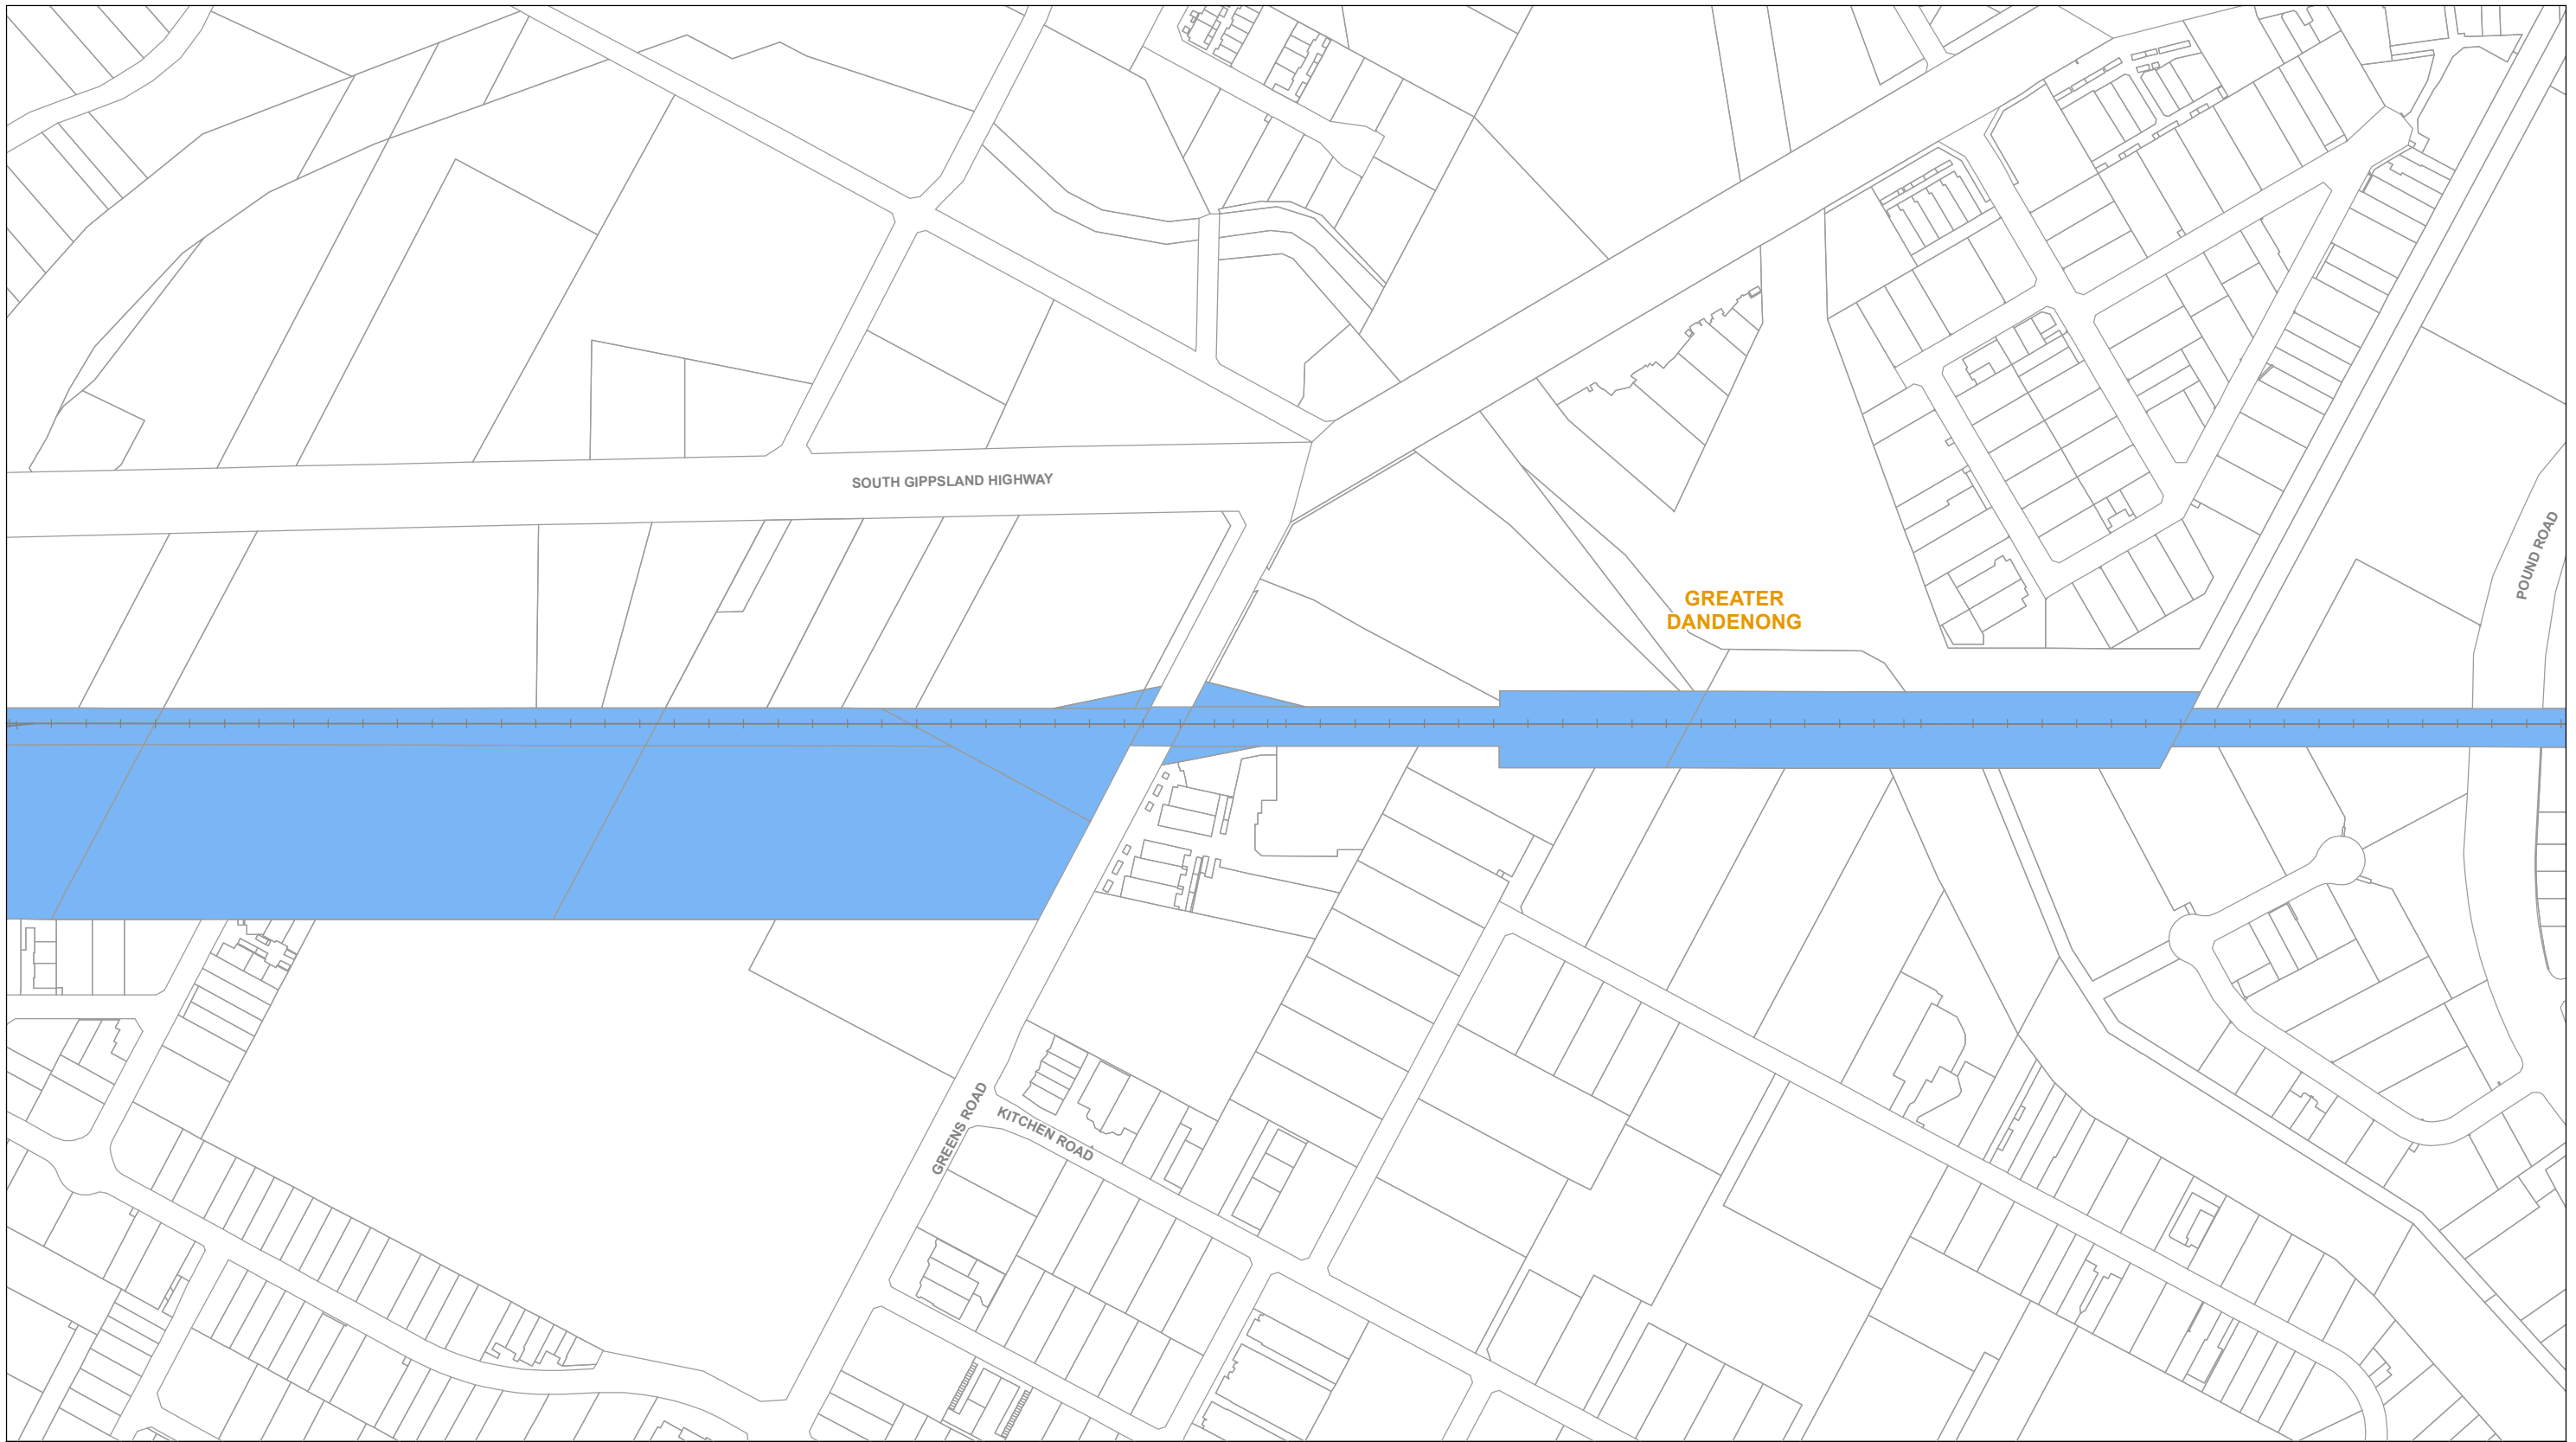 SOUTH GIPPSLAND HIGHWAY
POUND ROAD
GREATER
DANDENONG
GREENS ROAD
KITCHEN ROAD